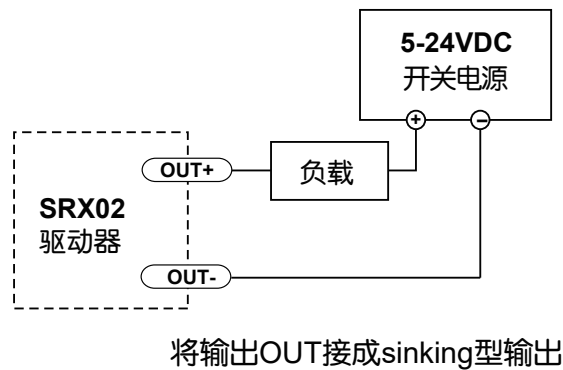 5-24VDC
开关电源
+ −
OUT+
负载
SRX02
驱动器
OUT-
将输出OUT接成sinking型输出